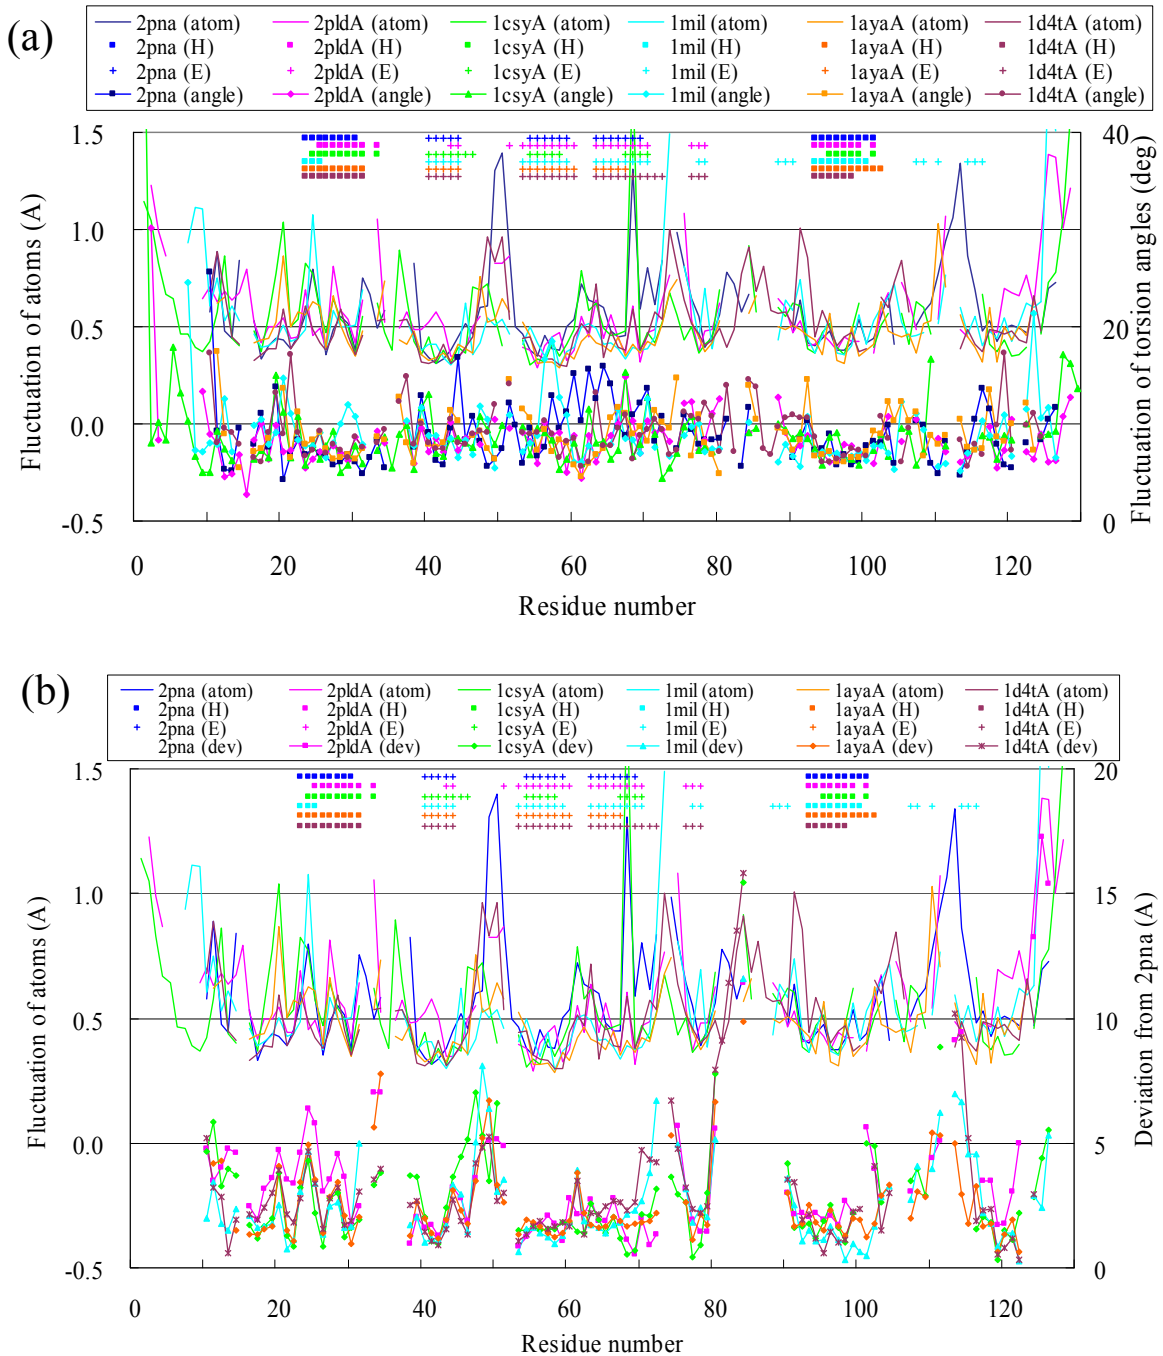 (a)
2pna (atom) 2pldA (atom) 1csyA (atom) 1mil (atom) 1ayaA (atom) 1d4tA (atom)
2pna (H) 2pldA (H) 1csyA (H) 1mil (H) 1ayaA (H) 1d4tA (H)
2pna (E) 2pldA (E) 1csyA (E) 1mil (E) 1ayaA (E) 1d4tA (E)
2pna (angle) 2pldA (angle) 1csyA (angle) 1mil (angle) 1ayaA (angle) 1d4tA (angle)
Fluctuation of atoms (A)
1.5
1.0
0.5
0.0
-0.5
40
20
0
Fluctuation of torsion angles (deg)
0 20 40 60 80 100 120
Residue number
(b)
2pna (atom) 2pldA (atom) 1csyA (atom) 1mil (atom) 1ayaA (atom) 1d4tA (atom)
2pna (H) 2pldA (H) 1csyA (H) 1mil (H) 1ayaA (H) 1d4tA (H)
2pna (E) 2pldA (E) 1csyA (E) 1mil (E) 1ayaA (E) 1d4tA (E)
2pna (dev) 2pldA (dev) 1csyA (dev) 1mil (dev) 1ayaA (dev) 1d4tA (dev)
Fluctuation of atoms (A)
1.5
1.0
0.5
0.0
-0.5
20
15
10
5
0
Deviation from 2pna (A)
0 20 40 60 80 100 120
Residue number